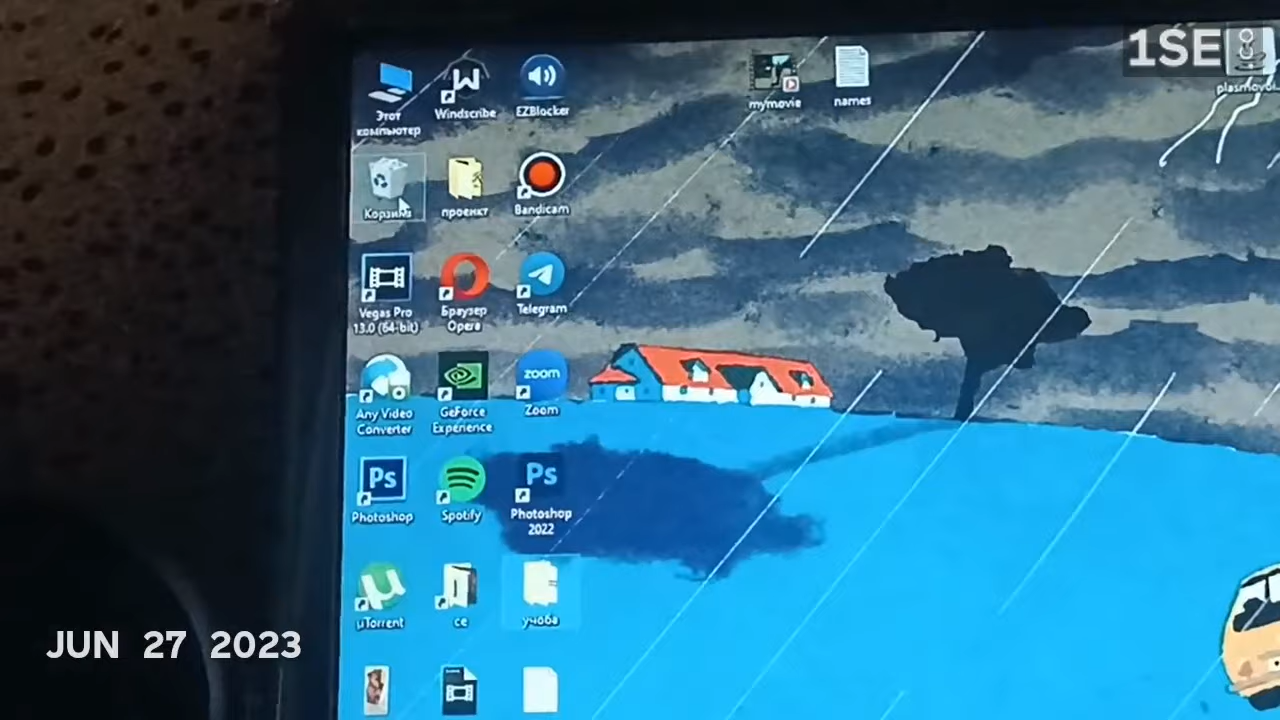 1SE
Этот
компьютер
Windscribe
EZBlocker
mymovie
names
Корзина
проект
Bandicam
Vegas Pro
13.0 (64-bit)
Браузер
Opera
Telegram
Any Video
Converter
GeForce
Experience
zoom
Zoom
Ps
Photoshop
Spotify
Ps
Photoshop
2022
µ
µTorrent
се
учоба
JUN 27 2023